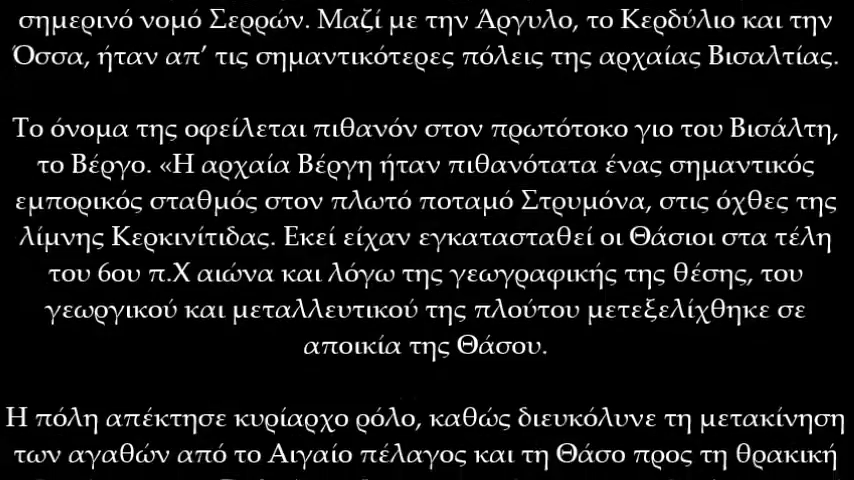 σημερινό νομό Σερρών. Μαζί με την Άργυλο, το Κερδύλιο και την
Όσσα, ήταν απ’ τις σημαντικότερες πόλεις της αρχαίας Βισαλτίας.
Το όνομα της οφείλεται πιθανόν στον πρωτότοκο γιο του Βισάλτη,
το Βέργο. «Η αρχαία Βέργη ήταν πιθανότατα ένας σημαντικός
εμπορικός σταθμός στον πλωτό ποταμό Στρυμόνα, στις όχθες της
λίμνης Κερκινίτιδας. Εκεί είχαν εγκατασταθεί οι Θάσιοι στα τέλη
του 6ου π.Χ αιώνα και λόγω της γεωγραφικής της θέσης, του
γεωργικού και μεταλλευτικού της πλούτου μετεξελίχθηκε σε
αποικία της Θάσου.
Η πόλη απέκτησε κυρίαρχο ρόλο, καθώς διευκόλυνε τη μετακίνηση
των αγαθών από το Αιγαίο πέλαγος και τη Θάσο προς τη θρακική